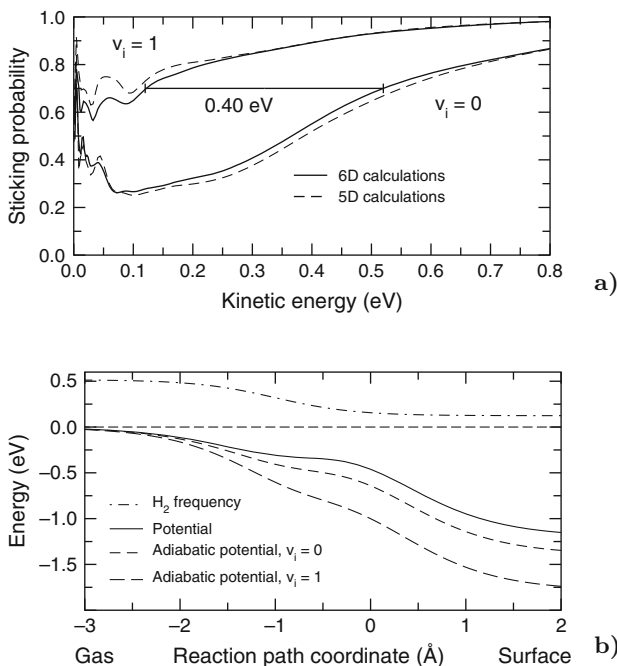 1.0
0.8
0.6
0.4
0.2
0.0
Sticking probability
v_i = 1
0.40 eV
v_i = 0
6D calculations
5D calculations
0.0 0.1 0.2 0.3 0.4 0.5 0.6 0.7 0.8
Kinetic energy (eV)
a)
0.5
0.0
−0.5
−1.0
−1.5
Energy (eV)
H₂ frequency
Potential
Adiabatic potential, v_i = 0
Adiabatic potential, v_i = 1
−3 −2 −1 0 1 2
Gas Reaction path coordinate (Å) Surface
b)